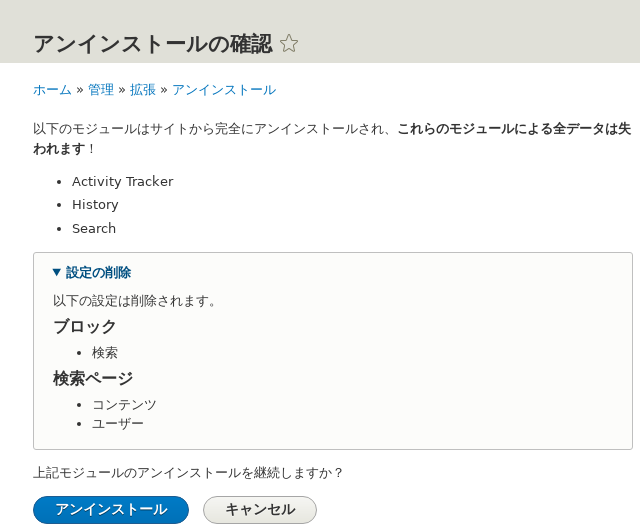 アンインストールの確認
ホーム » 管理 » 拡張 » アンインストール
以下のモジュールはサイトから完全にアンインストールされ、これらのモジュールによる全データは失
われます！
• Activity Tracker
• History
• Search
▼ 設定の削除
以下の設定は削除されます。
ブロック
• 検索
検索ページ
• コンテンツ
• ユーザー
上記モジュールのアンインストールを継続しますか？
アンインストール キャンセル